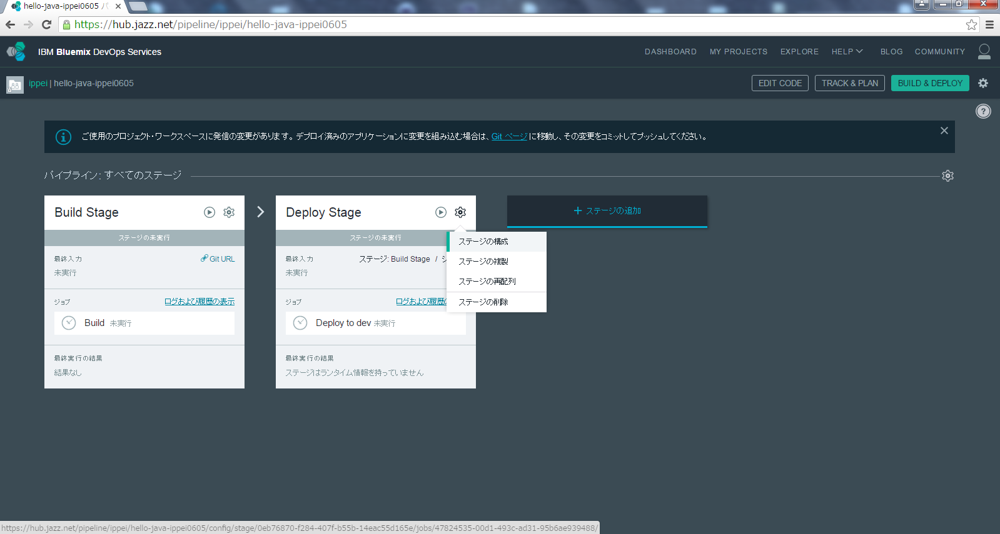 hello-java-ippei0605 パ
https://hub.jazz.net/pipeline/ippei/hello-java-ippei0605
IBM Bluemix DevOps Services
DASHBOARD MY PROJECTS EXPLORE HELP BLOG COMMUNITY
ippei | hello-java-ippei0605
EDIT CODE TRACK & PLAN BUILD & DEPLOY
?
ご使用のプロジェクト・ワークスペースに発信の変更があります。デプロイ済みのアプリケーションに変更を組み込む場合は、Git ページ に移動し、その変更をコミットしてプッシュしてください。
パイプライン: すべてのステージ
Build Stage
ステージの未実行
最終入力 Git URL
未実行
ジョブ ログおよび履歴の表示
Build 未実行
最終実行の結果
結果なし
Deploy Stage
ステージの未実行
最終入力 ステージ: Build Stage / ジ
未実行
ジョブ ログおよび履歴の
Deploy to dev 未実行
最終実行の結果
ステージはランタイム情報を持っていません
ステージの構成
ステージの複製
ステージの再配列
ステージの削除
+ ステージの追加
https://hub.jazz.net/pipeline/ippei/hello-java-ippei0605/config/stage/0eb76870-f284-407f-b55b-14eac55d165e/jobs/47824535-00d1-493c-ad31-95b6ae939488/